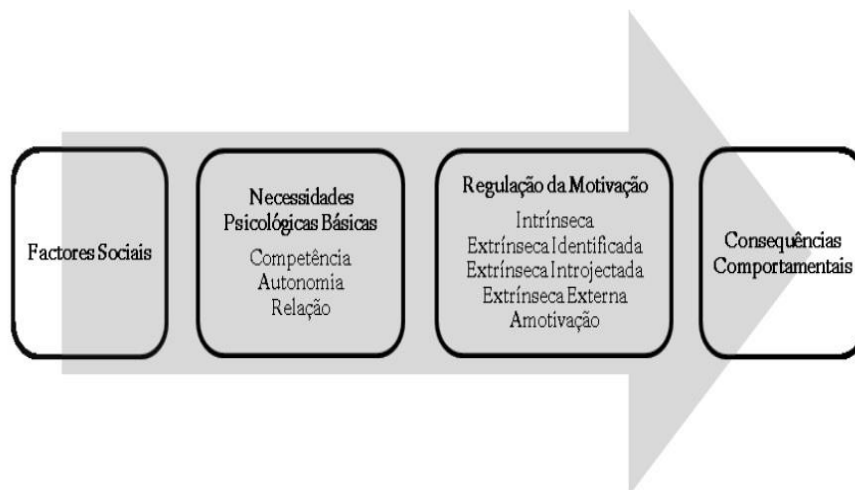 Factores Sociais
Necessidades
Psicológicas Básicas
Competência
Autonomia
Relação
Regulação da Motivação
Intrínseca
Extrínseca Identificada
Extrínseca Introjectada
Extrínseca Externa
Amotivação
Consequências
Comportamentais